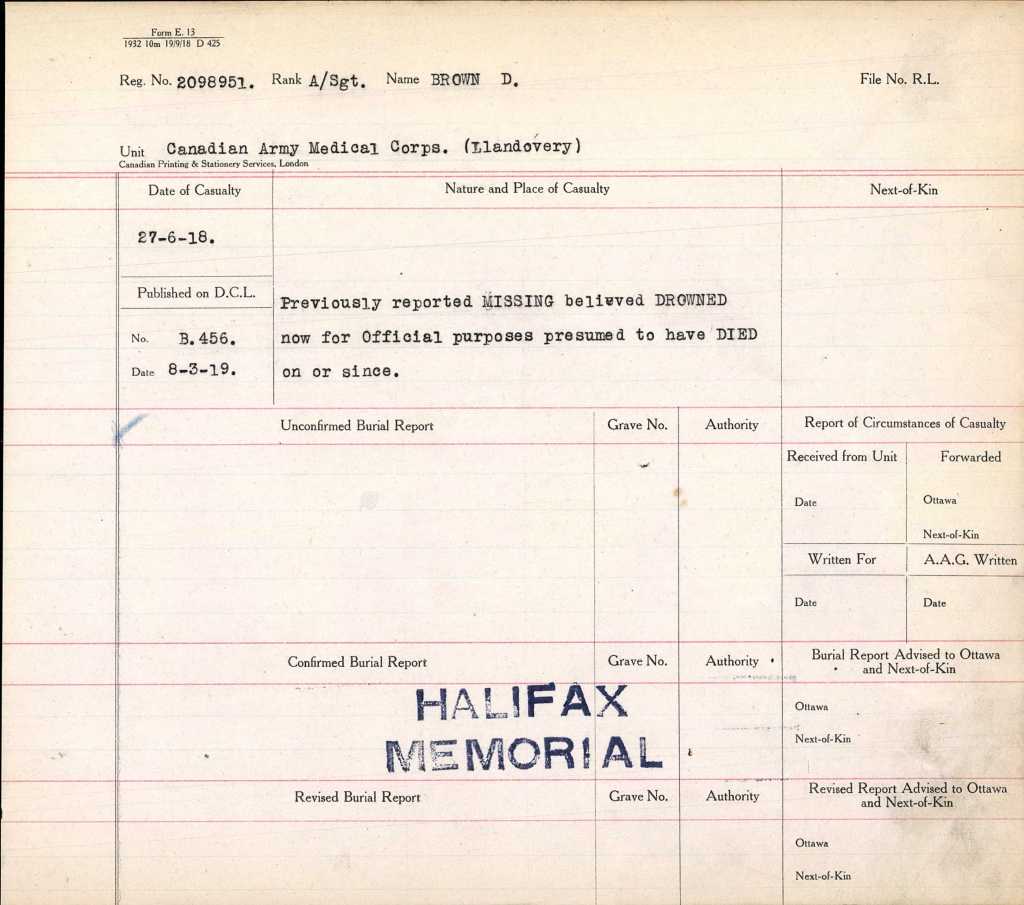 Form E. 13
1932 10m 19/9/18 D 425
Reg. No. 2098951. Rank A/Sgt. Name BROWN D.
File No. R.L.
Unit Canadian Army Medical Corps. (Llandovery)
Canadian Printing & Stationery Services, London
Date of Casualty
Nature and Place of Casualty
Next-of-Kin
27-6-18.
Published on D.C.L.
No. B.456.
Date 8-3-19.
Previously reported MISSING believed DROWNED
now for Official purposes presumed to have DIED
on or since.
Unconfirmed Burial Report
Grave No.
Authority
Report of Circumstances of Casualty
Received from Unit
Forwarded
Date
Ottawa
Next-of-Kin
Written For
A.A.G. Written
Date
Date
Confirmed Burial Report
Grave No.
Authority
Burial Report Advised to Ottawa
and Next-of-Kin
HALIFAX
MEMORIAL
Ottawa
Next-of-Kin
Revised Burial Report
Grave No.
Authority
Revised Report Advised to Ottawa
and Next-of-Kin
Ottawa
Next-of-Kin